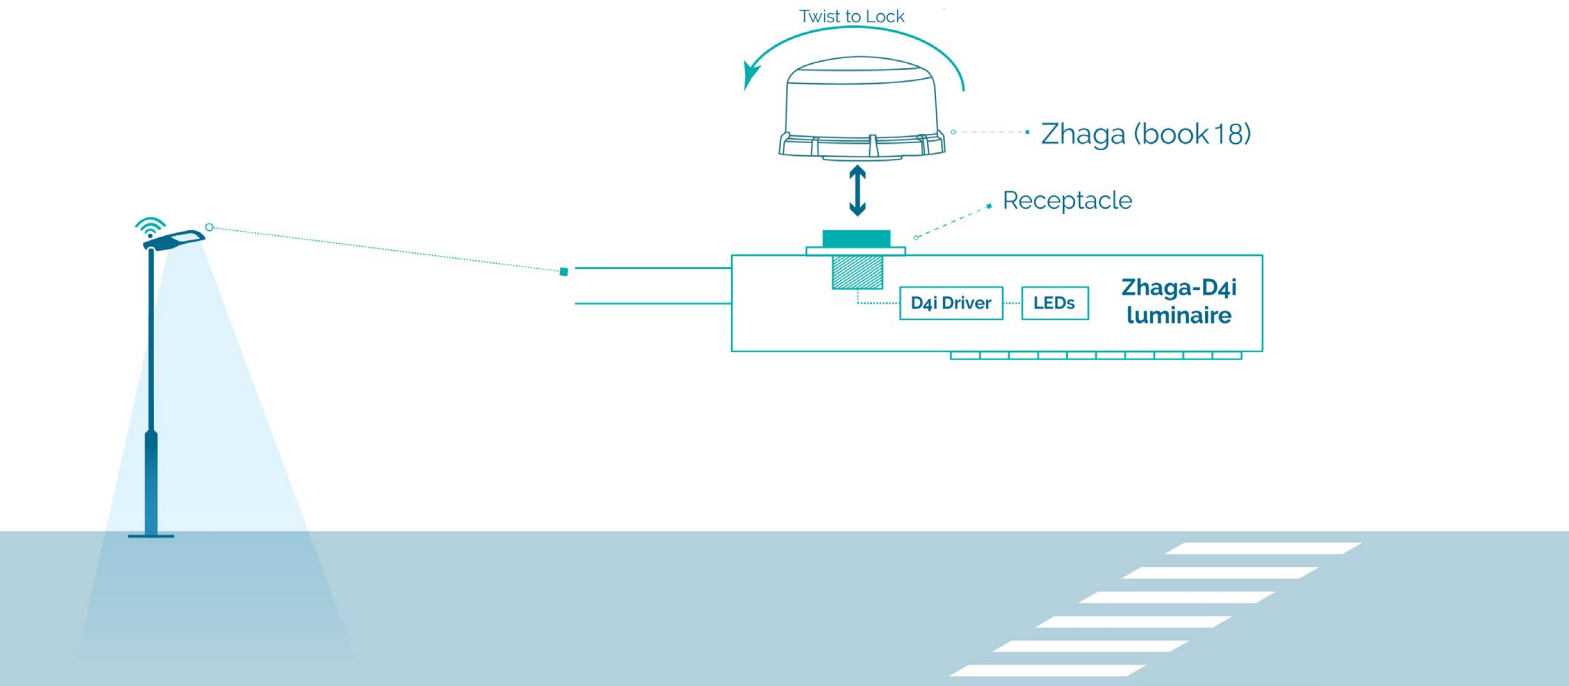 Twist to Lock
Zhaga (book 18)
Receptacle
D4i Driver
LEDs
Zhaga-D4i
luminaire